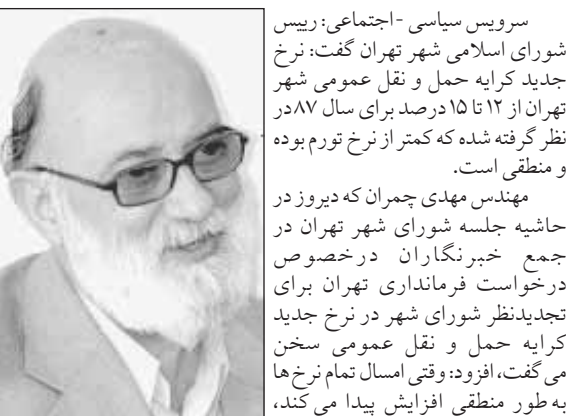 سرویس سیاسی - اجتماعی: رییس
شورای اسلامی شهر تهران گفت: نرخ
جدید کرایه حمل و نقل عمومی شهر
تهران از ۱۲ تا ۱۵ درصد برای سال ۸۷ در
نظر گرفته شده که کمتر از نرخ تورم بوده
و منطقی است.
مهندس مهدی چمران که دیروز در
حاشیه جلسه شورای شهر تهران در
جمع خبرنگاران درخصوص
درخواست فرمانداری تهران برای
تجدیدنظر شورای شهر در نرخ جدید
کرایه حمل و نقل عمومی سخن
می‌گفت، افزود: وقتی امسال تمام نرخ‌ها
به طور منطقی افزایش پیدا می‌کند،